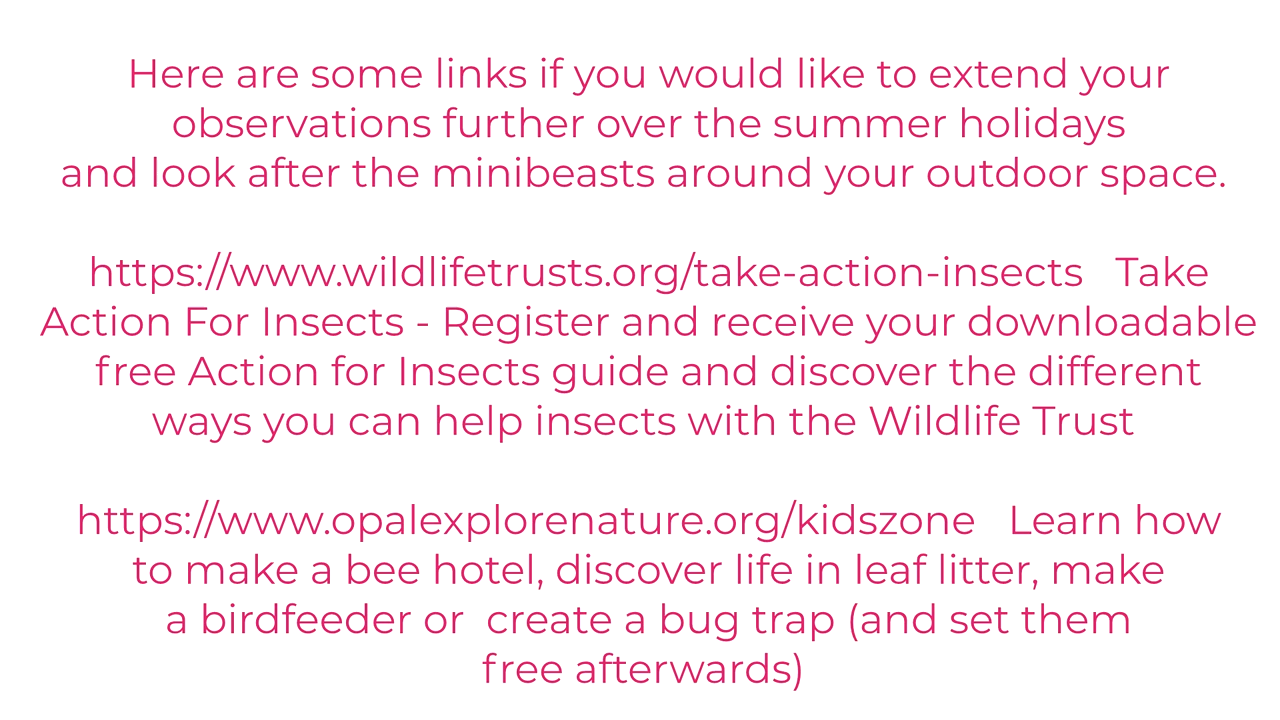 Here are some links if you would like to extend your
observations further over the summer holidays
and look after the minibeasts around your outdoor space.
https://www.wildlifetrusts.org/take-action-insects   Take
Action For Insects - Register and receive your downloadable
free Action for Insects guide and discover the different
ways you can help insects with the Wildlife Trust
https://www.opalexplorenature.org/kidszone   Learn how
to make a bee hotel, discover life in leaf litter, make
a birdfeeder or  create a bug trap (and set them
free afterwards)